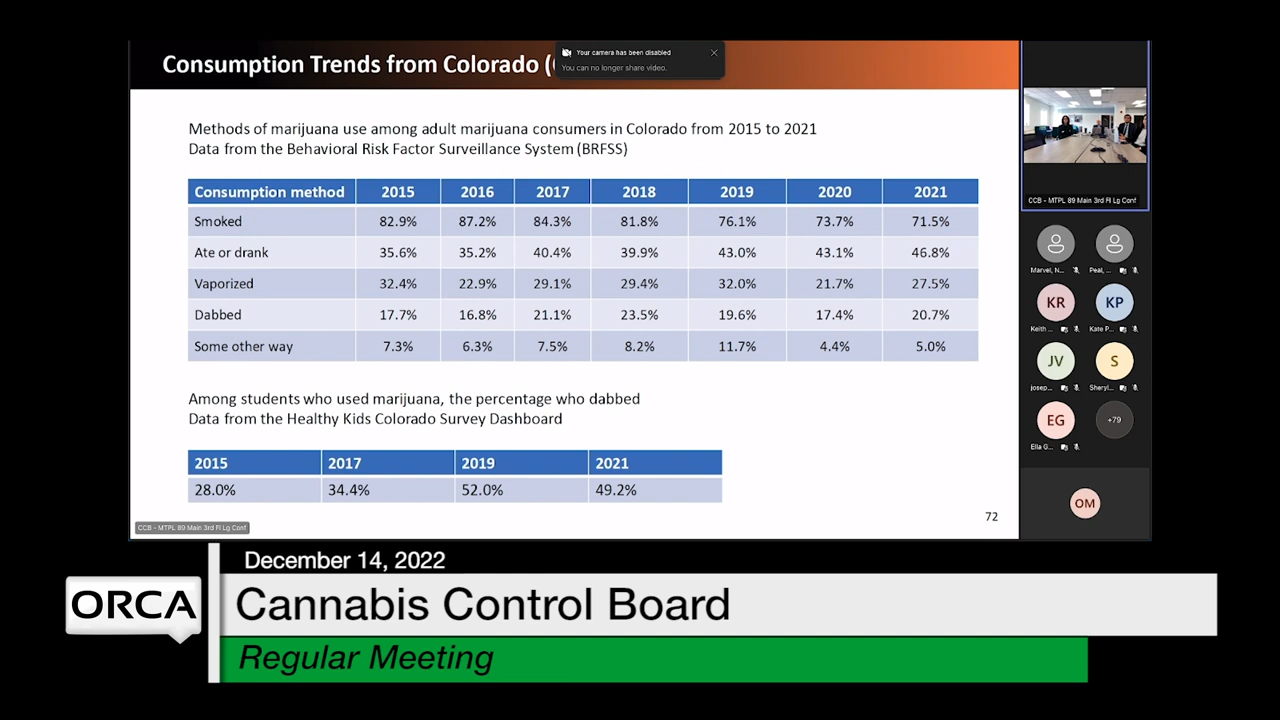 Consumption Trends from Colorado (
Your camera has been disabled
You can no longer share video.
Methods of marijuana use among adult marijuana consumers in Colorado from 2015 to 2021
Data from the Behavioral Risk Factor Surveillance System (BRFSS)
Consumption method 2015 2016 2017 2018 2019 2020 2021
Smoked 82.9% 87.2% 84.3% 81.8% 76.1% 73.7% 71.5%
Ate or drank 35.6% 35.2% 40.4% 39.9% 43.0% 43.1% 46.8%
Vaporized 32.4% 22.9% 29.1% 29.4% 32.0% 21.7% 27.5%
Dabbed 17.7% 16.8% 21.1% 23.5% 19.6% 17.4% 20.7%
Some other way 7.3% 6.3% 7.5% 8.2% 11.7% 4.4% 5.0%
Among students who used marijuana, the percentage who dabbed
Data from the Healthy Kids Colorado Survey Dashboard
2015 2017 2019 2021
28.0% 34.4% 52.0% 49.2%
72
CCB - MTPL 89 Main 3rd Fl Lg Conf
CCB - MTPL 89 Main 3rd Fl Lg Conf
Marvel, N... Peal, ...
KR KP
Keith ... Kate P...
JV S
josep... Sheryl...
EG +79
Ella G...
OM
December 14, 2022
ORCA
Cannabis Control Board
Regular Meeting